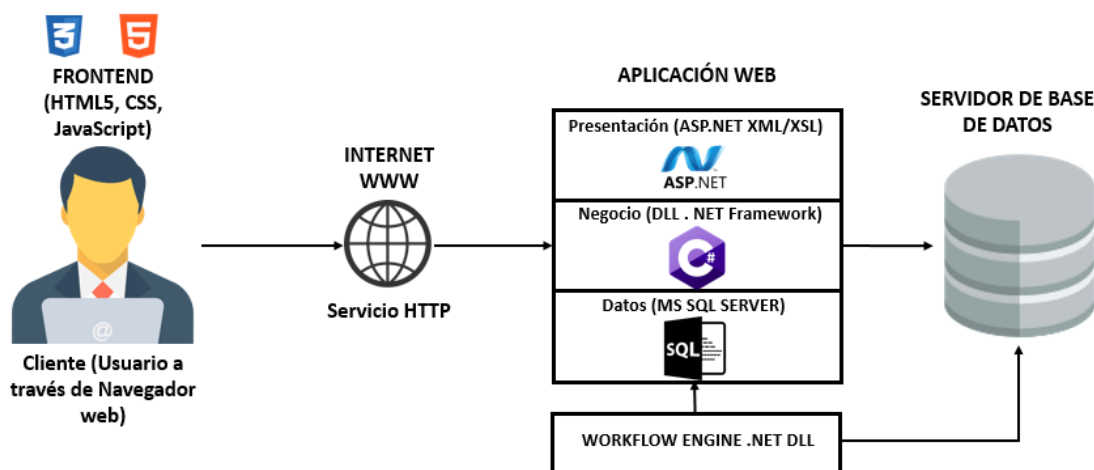 3
5
FRONTEND
(HTML5, CSS,
JavaScript)
@
Cliente (Usuario a
través de Navegador
web)
INTERNET
WWW
Servicio HTTP
APLICACIÓN WEB
Presentación (ASP.NET XML/XSL)
ASP.NET
Negocio (DLL . NET Framework)
C#
Datos (MS SQL SERVER)
SQL
WORKFLOW ENGINE .NET DLL
SERVIDOR DE BASE
DE DATOS